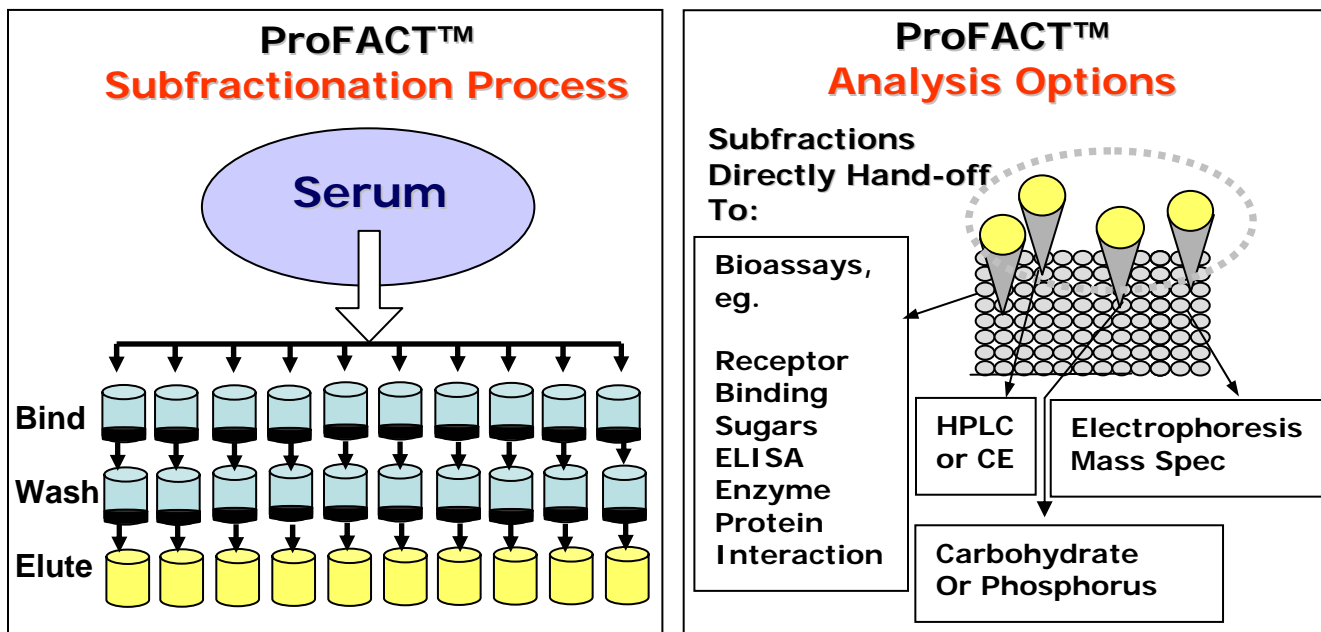 ProFACT™
Subfractionation Process
Serum
Bind
Wash
Elute
ProFACT™
Analysis Options
Subfractions
Directly Hand-off
To:
Bioassays,
eg.
Receptor
Binding
Sugars
ELISA
Enzyme
Protein
Interaction
HPLC
or CE
Electrophoresis
Mass Spec
Carbohydrate
Or Phosphorus